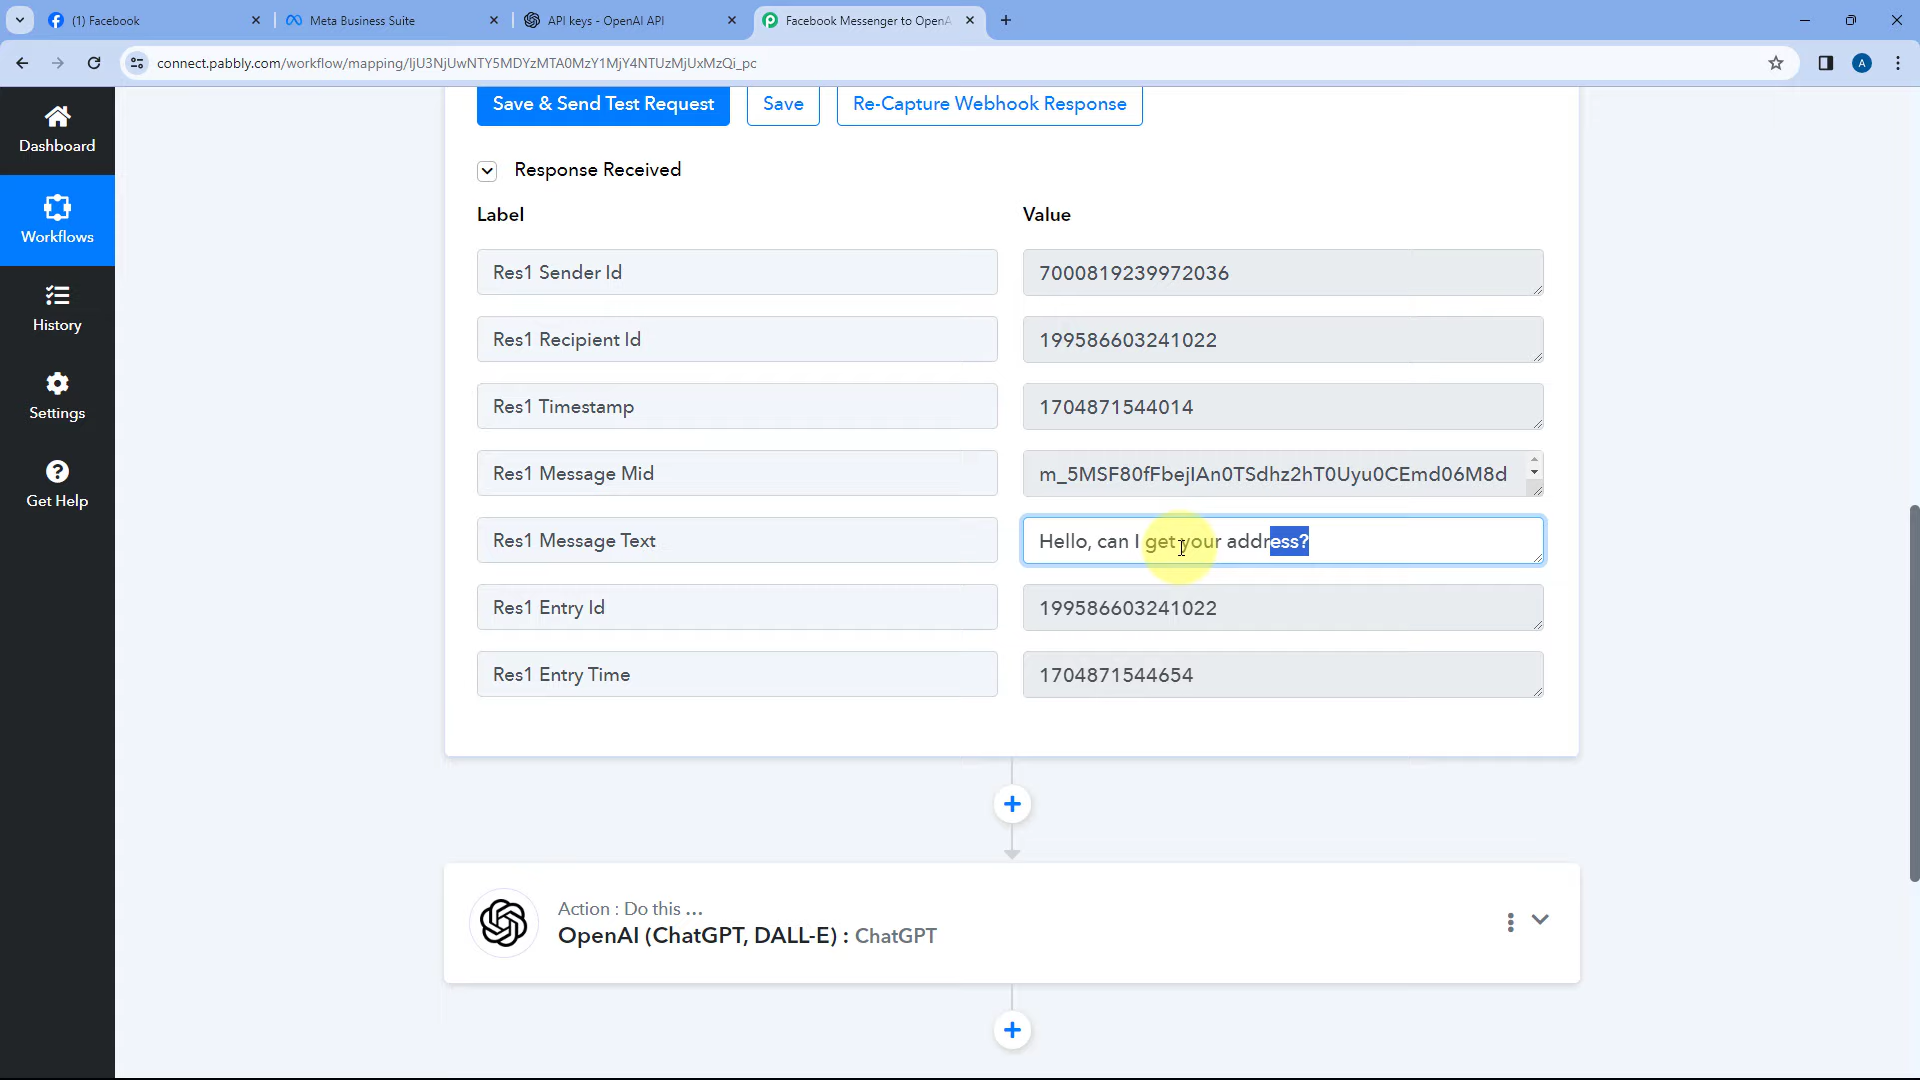 (1) Facebook
Meta Business Suite
API keys - OpenAI API
Facebook Messenger to OpenA
connect.pabbly.com/workflow/mapping/IjU3NjUwNTY5MDYzMTA0MzY1MjY4NTUzMjUxMzQi_pc
A
Dashboard
Workflows
History
Settings
Get Help
Save & Send Test Request
Save
Re-Capture Webhook Response
Response Received
Label
Value
Res1 Sender Id
7000819239972036
Res1 Recipient Id
199586603241022
Res1 Timestamp
1704871544014
Res1 Message Mid
m_5MSF80fFbejIAn0TSdhz2hT0Uyu0CEmd06M8d
Res1 Message Text
Hello, can I get your address?
Res1 Entry Id
199586603241022
Res1 Entry Time
1704871544654
Action : Do this ...
OpenAI (ChatGPT, DALL-E) : ChatGPT